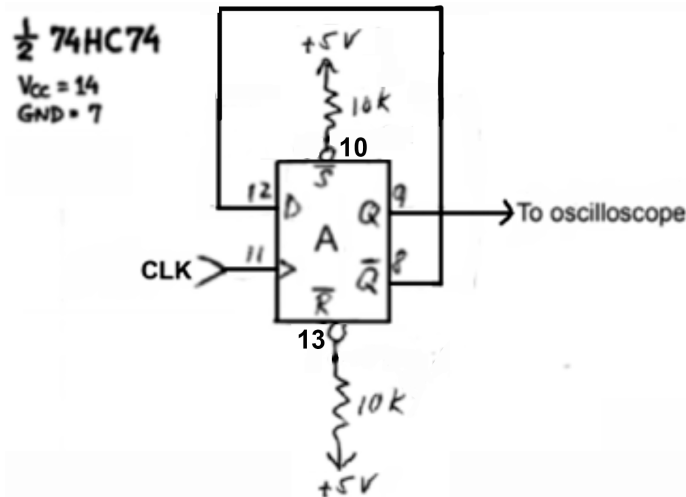 ½ 74HC74
VCC = 14
GND = 7
+5V
10K
10
S̅
12
D
Q
9
To oscilloscope
A
CLK
11
Q̅
8
R̅
13
10K
+5V